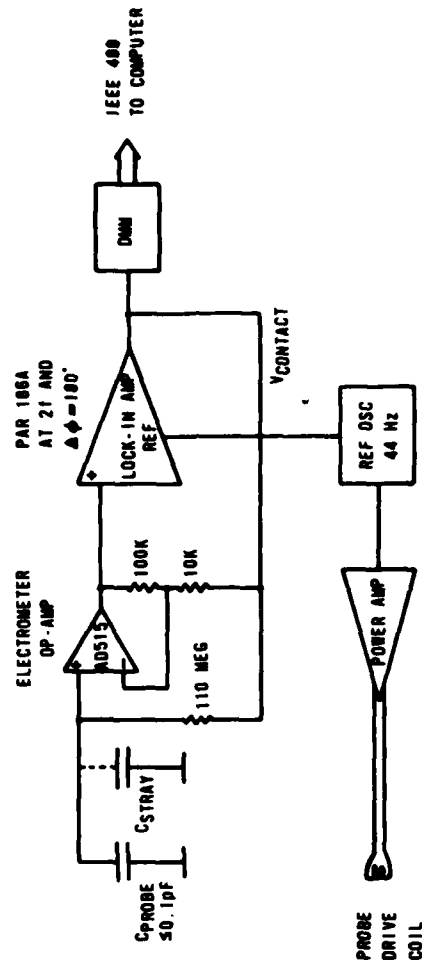 IEEE 488
TO COMPUTER
DMM
PAR 186A
AT 2f AND
Δϕ=180°
+
LOCK-IN AMP
REF
VCONTACT
REF OSC
44 Hz
ELECTROMETER
OP-AMP
+
AD515
-
100K
10K
110 MEG
POWER AMP
CSTRAY
CPROBE
≤0.1pF
PROBE
DRIVE
COIL